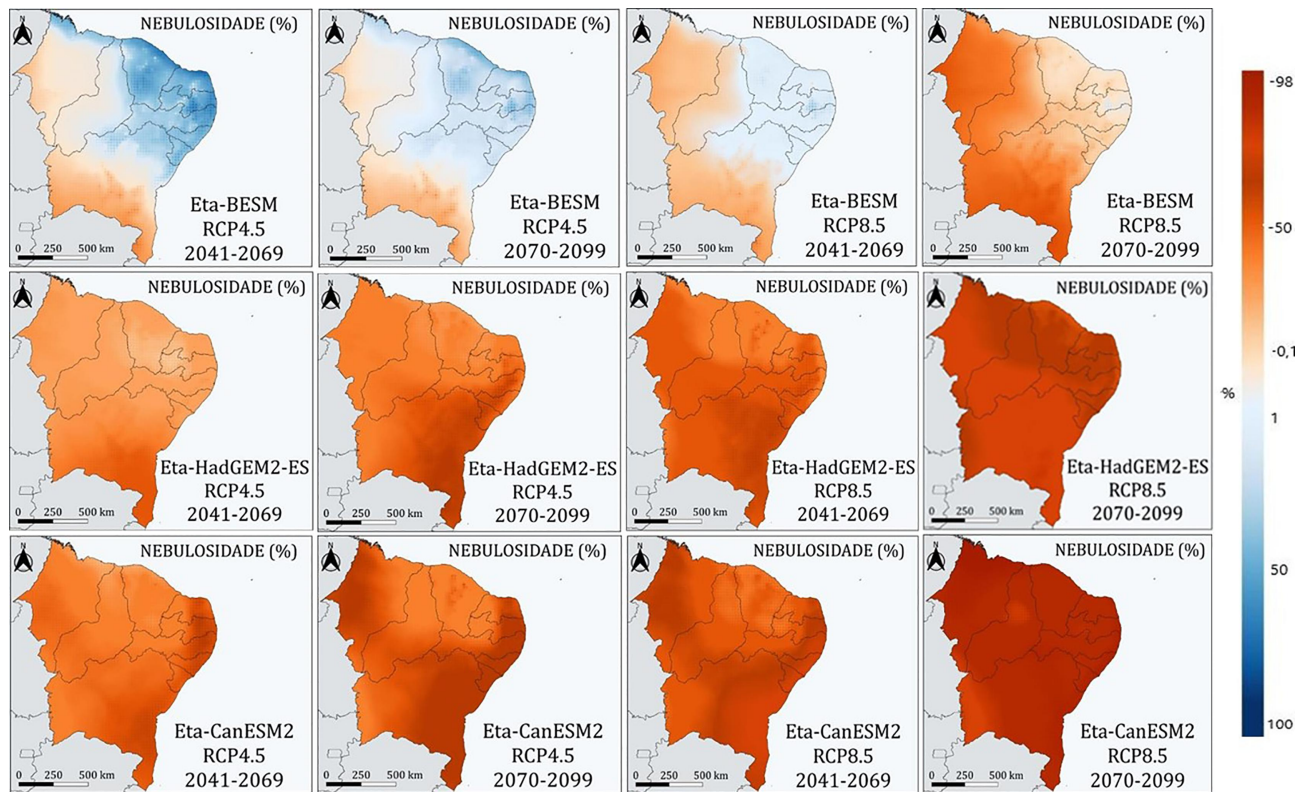 NEBULOSIDADE (%)
N
Eta-BESM
RCP4.5
2041-2069
0 250 500 km
NEBULOSIDADE (%)
N
Eta-BESM
RCP4.5
2070-2099
0 250 500 km
NEBULOSIDADE (%)
N
Eta-BESM
RCP8.5
2041-2069
0 250 500 km
NEBULOSIDADE (%)
N
Eta-BESM
RCP8.5
2070-2099
0 250 500 km
NEBULOSIDADE (%)
N
Eta-HadGEM2-ES
RCP4.5
2041-2069
0 250 500 km
NEBULOSIDADE (%)
N
Eta-HadGEM2-ES
RCP4.5
2070-2099
0 250 500 km
NEBULOSIDADE (%)
N
Eta-HadGEM2-ES
RCP8.5
2041-2069
0 250 500 km
NEBULOSIDADE (%)
N
Eta-HadGEM2-ES
RCP8.5
2070-2099
0 250 500 km
NEBULOSIDADE (%)
N
Eta-CanESM2
RCP4.5
2041-2069
0 250 500 km
NEBULOSIDADE (%)
N
Eta-CanESM2
RCP4.5
2070-2099
0 250 500 km
NEBULOSIDADE (%)
N
Eta-CanESM2
RCP8.5
2041-2069
0 250 500 km
NEBULOSIDADE (%)
N
Eta-CanESM2
RCP8.5
2070-2099
0 250 500 km
-98
-50
-0,1
%
1
50
100